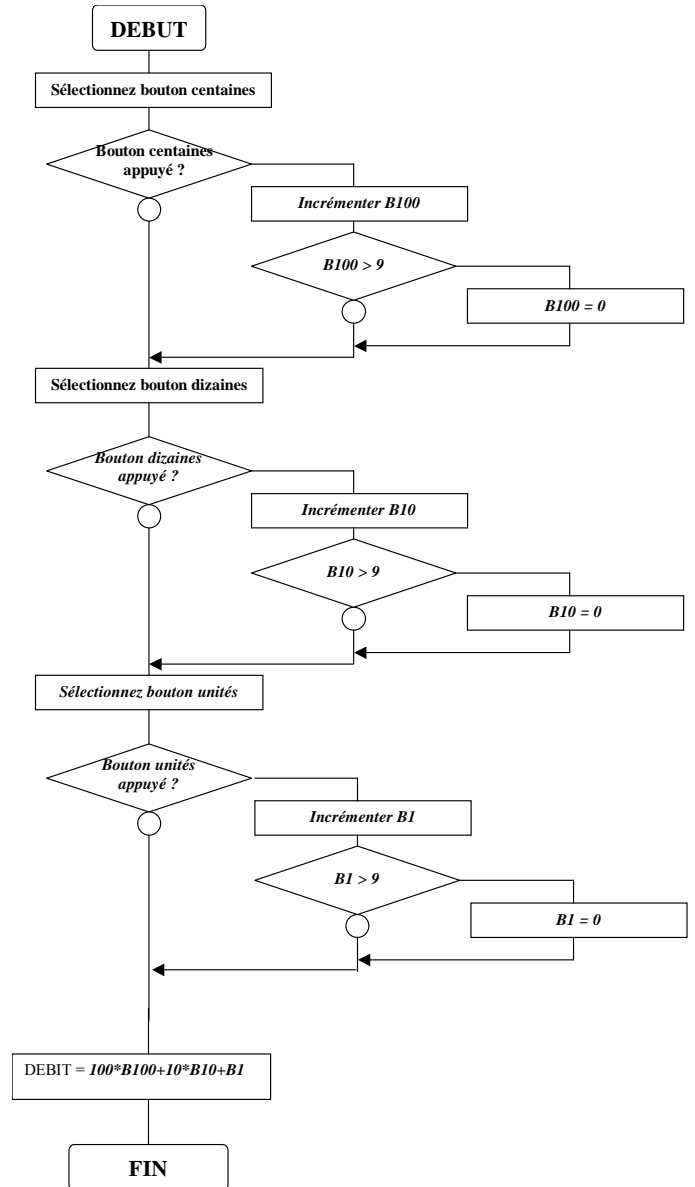 DEBUT
Sélectionnez bouton centaines
Bouton centaines
appuyé ?
Incrémenter B100
B100 > 9
B100 = 0
Sélectionnez bouton dizaines
Bouton dizaines
appuyé ?
Incrémenter B10
B10 > 9
B10 = 0
Sélectionnez bouton unités
Bouton unités
appuyé ?
Incrémenter B1
B1 > 9
B1 = 0
DEBIT = 100*B100+10*B10+B1
FIN